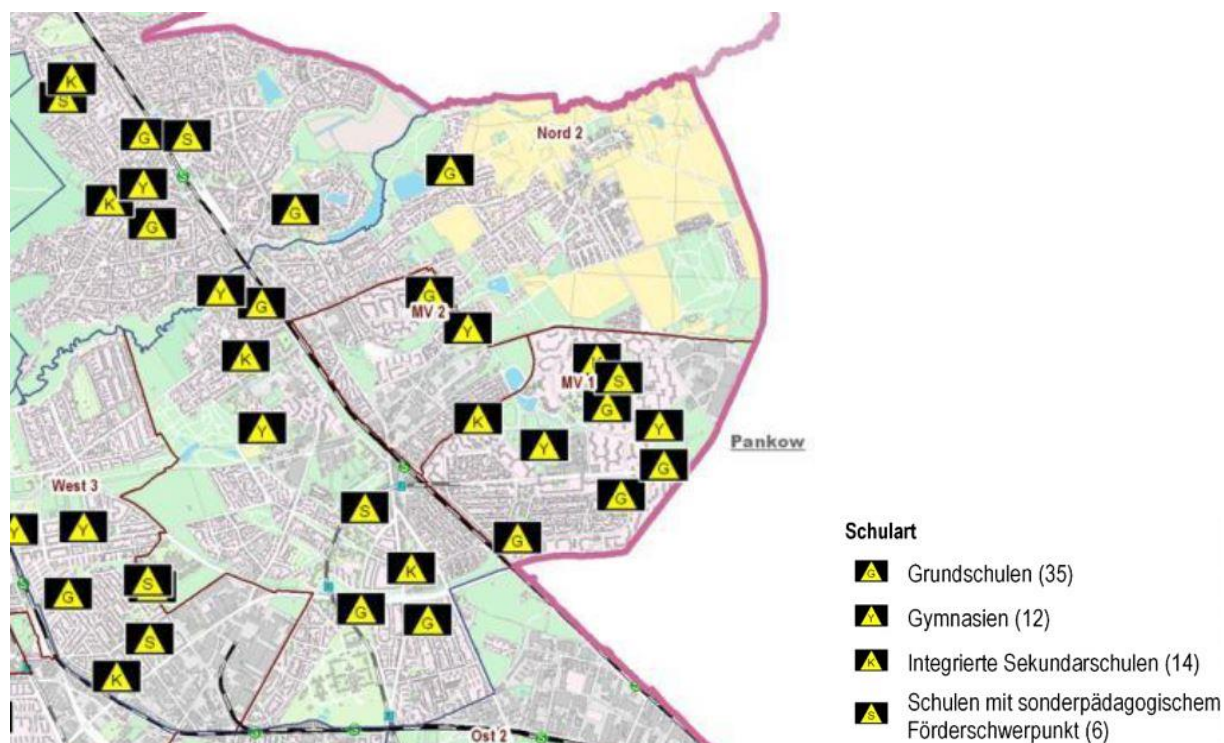 K
S
G
S
Nord 2
Y
G
K
G
G
Y
G
G
MV 2
Y
K
K
S
MV 1
G
K
Y
Y
Y
Pankow
G
West 3
G
S
Y
Y
G
K
S
G
G
G
S
K
Ost 2
Schulart
G Grundschulen (35)
Y Gymnasien (12)
K Integrierte Sekundarschulen (14)
S Schulen mit sonderpädagogischem
Förderschwerpunkt (6)